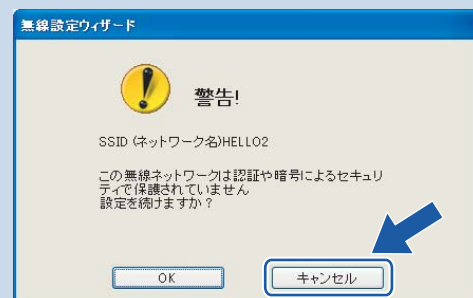 無線設定ウィザード
警告!
SSID (ネットワーク名)HELLO2
この無線ネットワークは認証や暗号によるセキュリ
ティで保護されていません
設定を続けますか？
OK
キャンセル